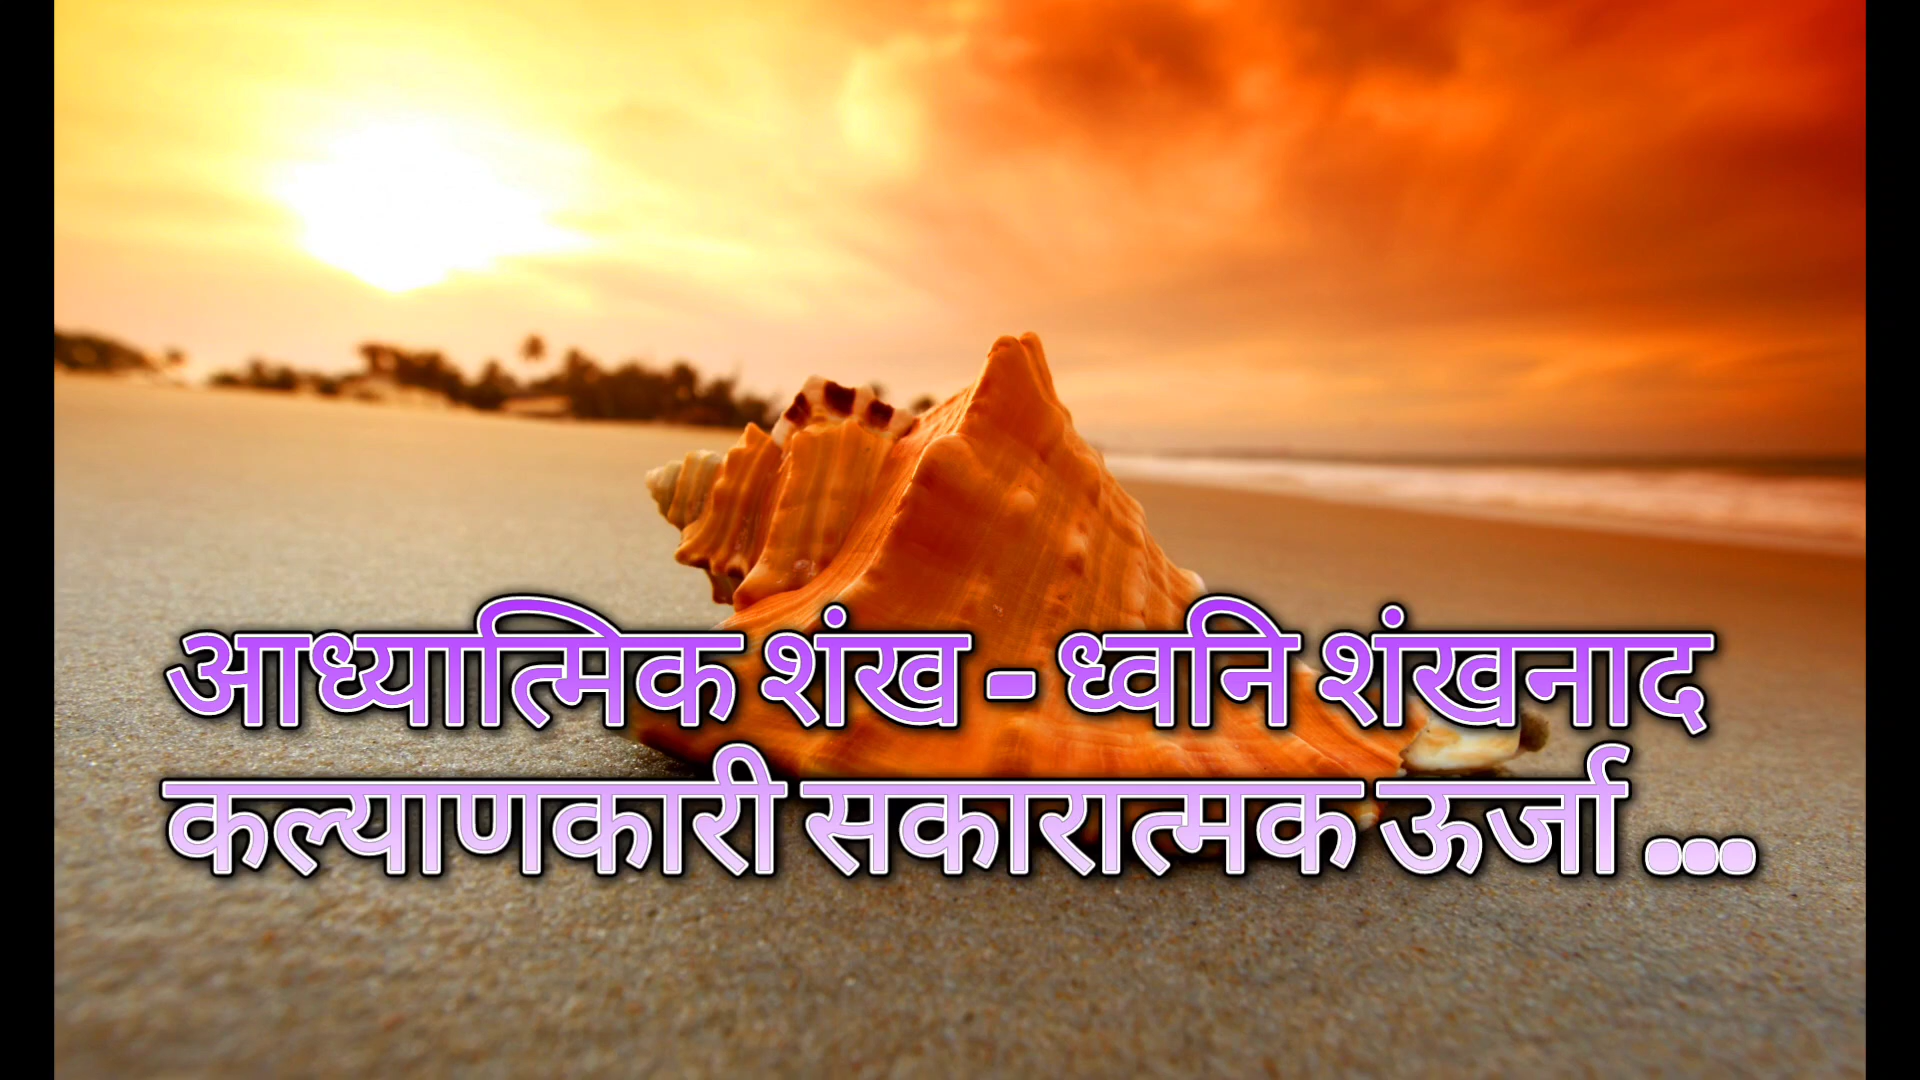 आध्यात्मिक शंख - ध्वनि शंखनाद
कल्याणकारी सकारात्मक ऊर्जा ...